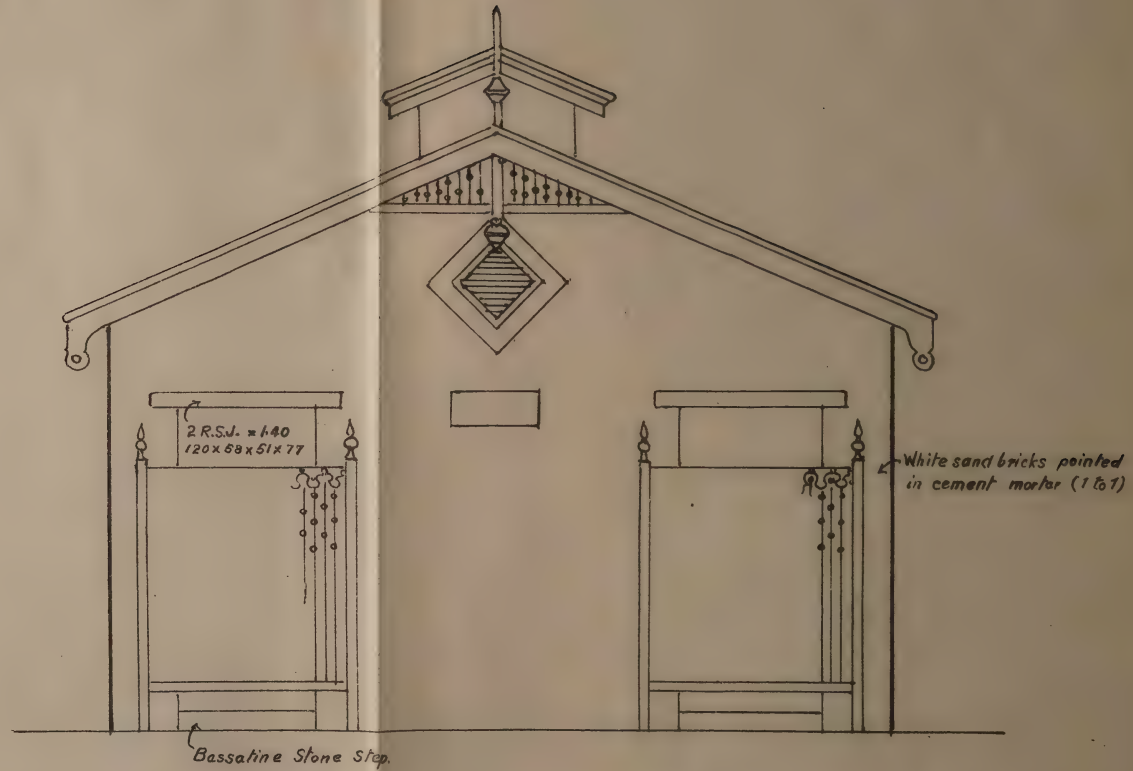 2 R.S.J. = 1.40
120 x 58 x 51 x 77
White sand bricks pointed
in cement mortar (1 to 1)
Bassatine Stone Step.